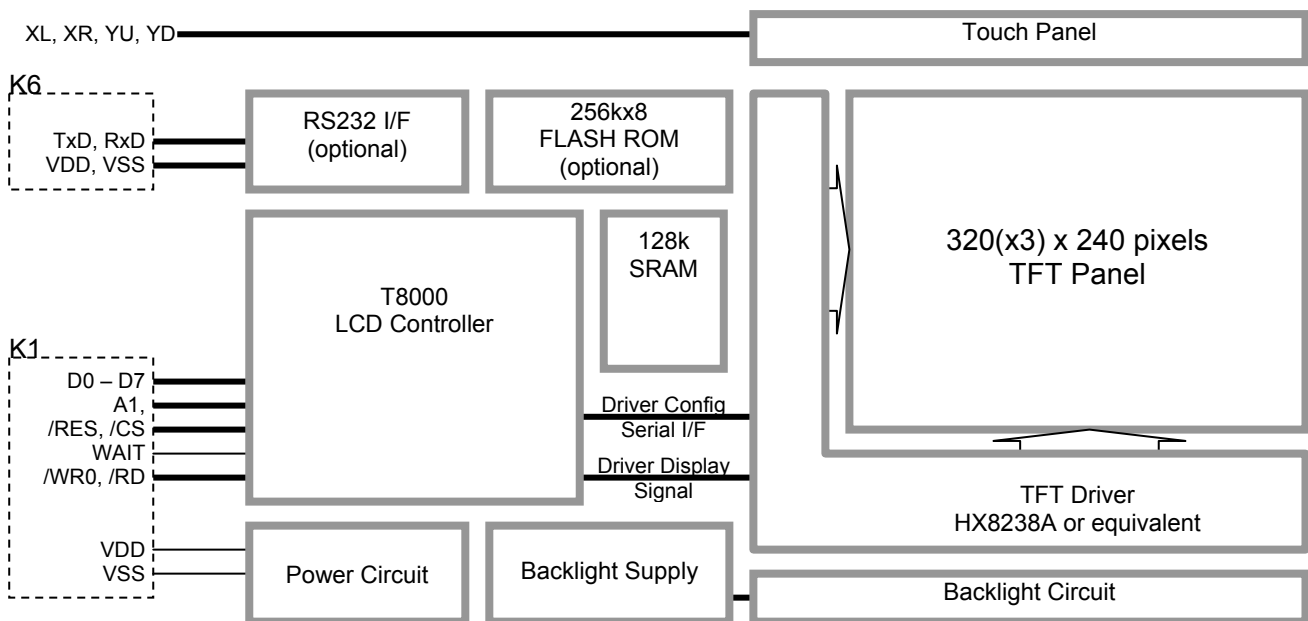 XL, XR, YU, YD
Touch Panel
K6
TxD, RxD
VDD, VSS
RS232 I/F
(optional)
256kx8
FLASH ROM
(optional)
320(x3) x 240 pixels
TFT Panel
128k
SRAM
T8000
LCD Controller
K1
D0 – D7
A1,
/RES, /CS
WAIT
/WR0, /RD
VDD
VSS
Driver Config
Serial I/F
Driver Display
Signal
TFT Driver
HX8238A or equivalent
Power Circuit
Backlight Supply
Backlight Circuit